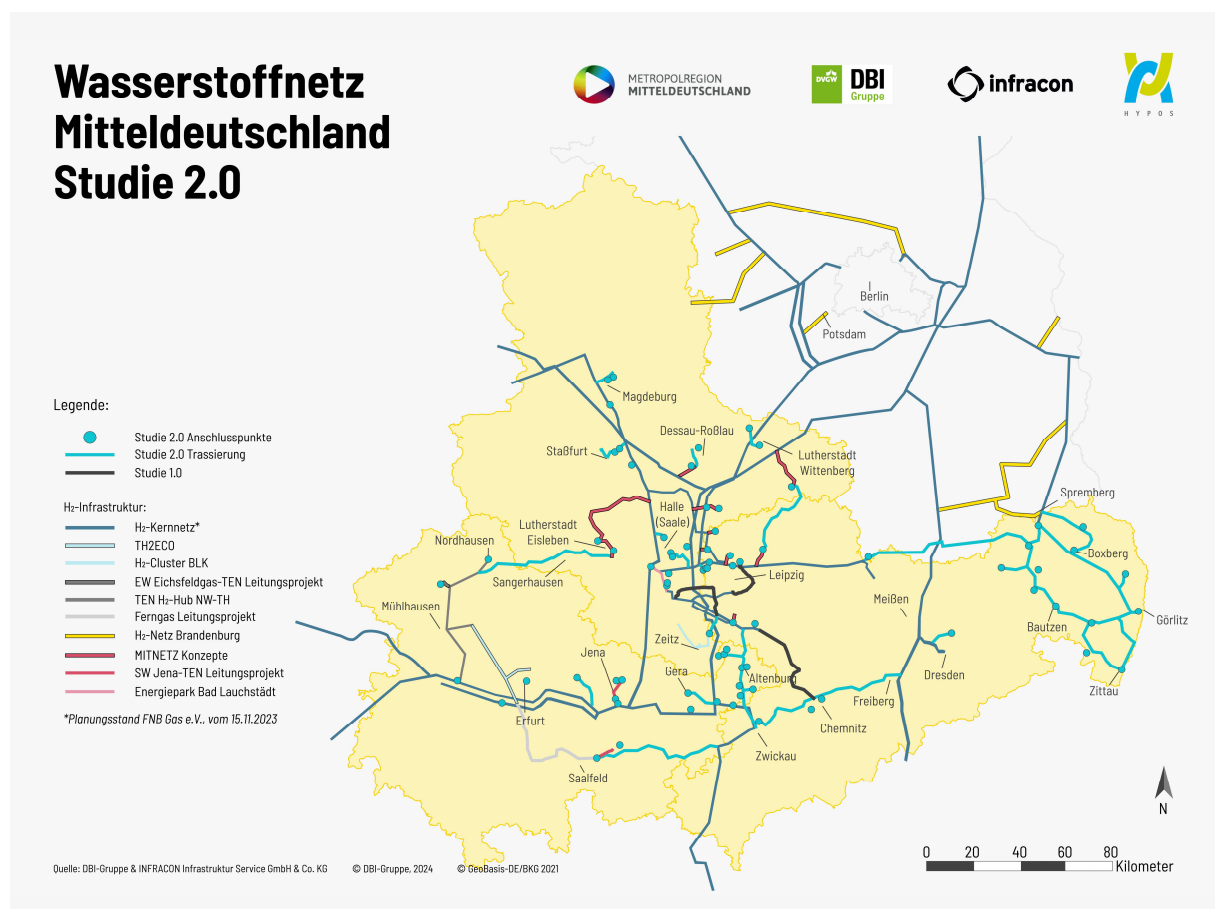 Wasserstoffnetz
Mitteldeutschland
Studie 2.0
METROPOLREGION
MITTELDEUTSCHLAND
DVGW
DBI
Gruppe
infracon
HYPOS
Berlin
Potsdam
Magdeburg
Dessau-Roßlau
Staßfurt
Lutherstadt
Wittenberg
Spremberg
Halle
(Saale)
Lutherstadt
Eisleben
Nordhausen
Doxberg
Sangerhausen
Leipzig
Mühlhausen
Meißen
Görlitz
Bautzen
Zeitz
Jena
Gera
Altenburg
Dresden
Zittau
Freiberg
Erfurt
Chemnitz
Zwickau
Saalfeld
Legende:
Studie 2.0 Anschlusspunkte
Studie 2.0 Trassierung
Studie 1.0
H₂-Infrastruktur:
H₂-Kernnetz*
TH2ECO
H₂-Cluster BLK
EW Eichsfeldgas-TEN Leitungsprojekt
TEN H₂-Hub NW-TH
Ferngas Leitungsprojekt
H₂-Netz Brandenburg
MITNETZ Konzepte
SW Jena-TEN Leitungsprojekt
Energiepark Bad Lauchstädt
*Planungsstand FNB Gas e.V.. vom 15.11.2023
N
0 20 40 60 80
Kilometer
Quelle: DBI-Gruppe & INFRACON Infrastruktur Service GmbH & Co. KG © DBI-Gruppe, 2024 © GeoBasis-DE/BKG 2021